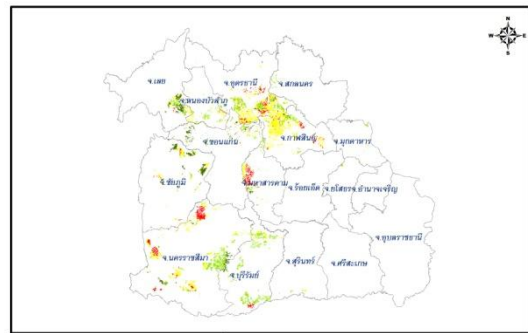 N
W E
S
จ.เลย
จ.อุดรธานี
จ.สกลนคร
จ.หนองบัวลำภู
จ.ขอนแก่น
จ.กาฬสินธุ์
จ.มุกดาหาร
จ.ชัยภูมิ
จ.มหาสารคาม
จ.ร้อยเอ็ด
จ.ยโสธร
จ.อำนาจเจริญ
จ.อุบลราชธานี
จ.นครราชสีมา
จ.บุรีรัมย์
จ.สุรินทร์
จ.ศรีสะเกษ